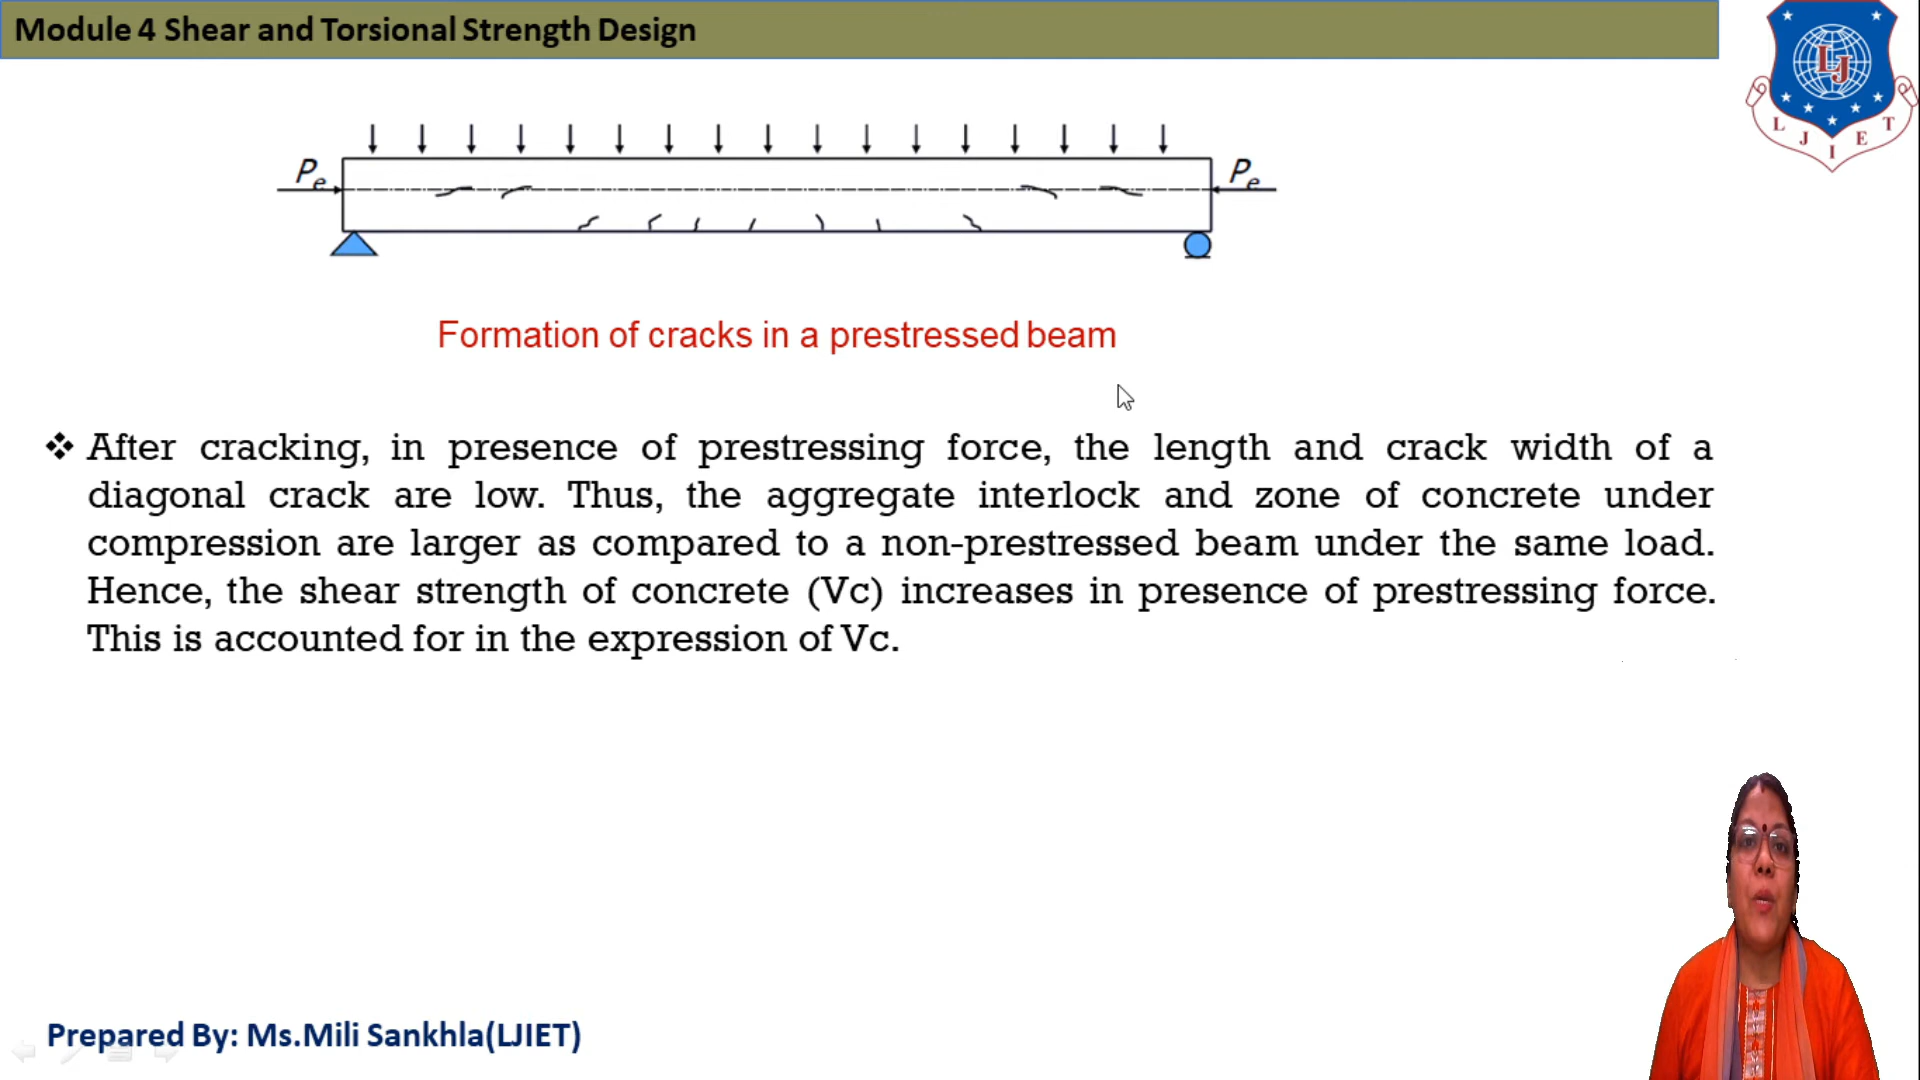 Module 4 Shear and Torsional Strength Design
L J I E T
LJ
Pe
Pe
Formation of cracks in a prestressed beam
❖ After cracking, in presence of prestressing force, the length and crack width of a
diagonal crack are low. Thus, the aggregate interlock and zone of concrete under
compression are larger as compared to a non-prestressed beam under the same load.
Hence, the shear strength of concrete (Vc) increases in presence of prestressing force.
This is accounted for in the expression of Vc.
Prepared By: Ms.Mili Sankhla(LJIET)